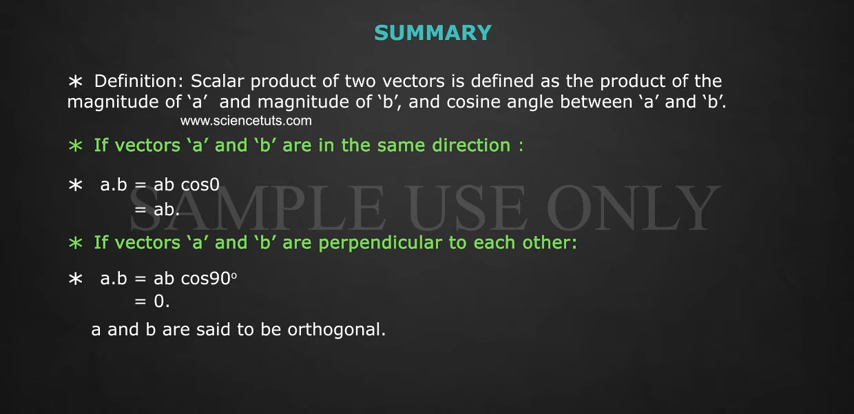 SUMMARY
* Definition: Scalar product of two vectors is defined as the product of the
magnitude of ‘a’ and magnitude of ‘b’, and cosine angle between ‘a’ and ‘b’.
www.sciencetuts.com
* If vectors ‘a’ and ‘b’ are in the same direction :
* a.b = ab cos0
= ab.
SAMPLE USE ONLY
* If vectors ‘a’ and ‘b’ are perpendicular to each other:
* a.b = ab cos90°
= 0.
a and b are said to be orthogonal.